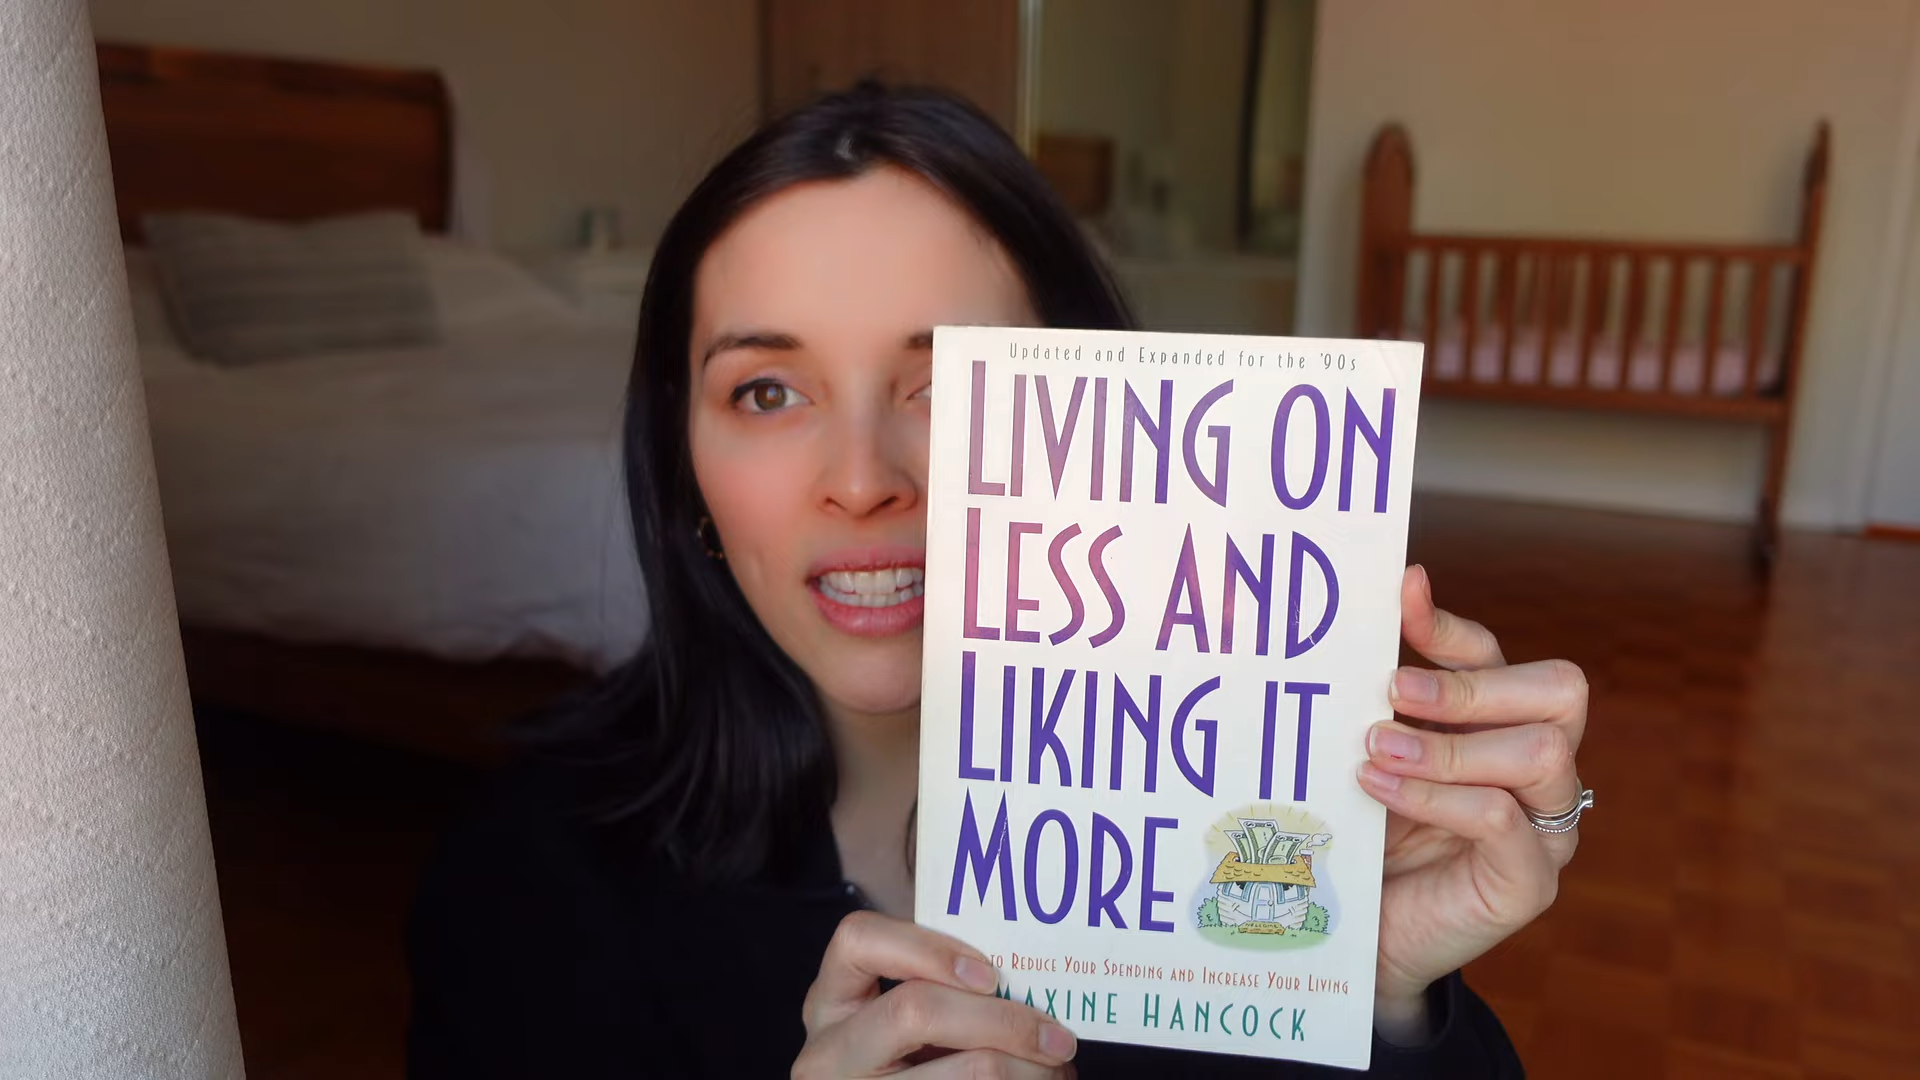 Updated and Expanded for the '90s
LIVING ON
LESS AND
LIKING IT
MORE
WELCOME
TO REDUCE YOUR SPENDING AND INCREASE YOUR LIVING
MAXINE HANCOCK